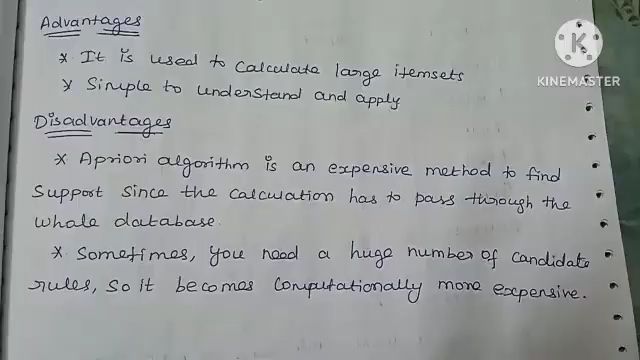 Advantages
* It is used to calculate large itemsets
* Simple to understand and apply
Disadvantages
* Apriori algorithm is an expensive method to find
support since the calculation has to pass through the
whole database.
* Sometimes, you need a huge number of candidate
rules, so it becomes computationally more expensive.
K
KINEMASTER